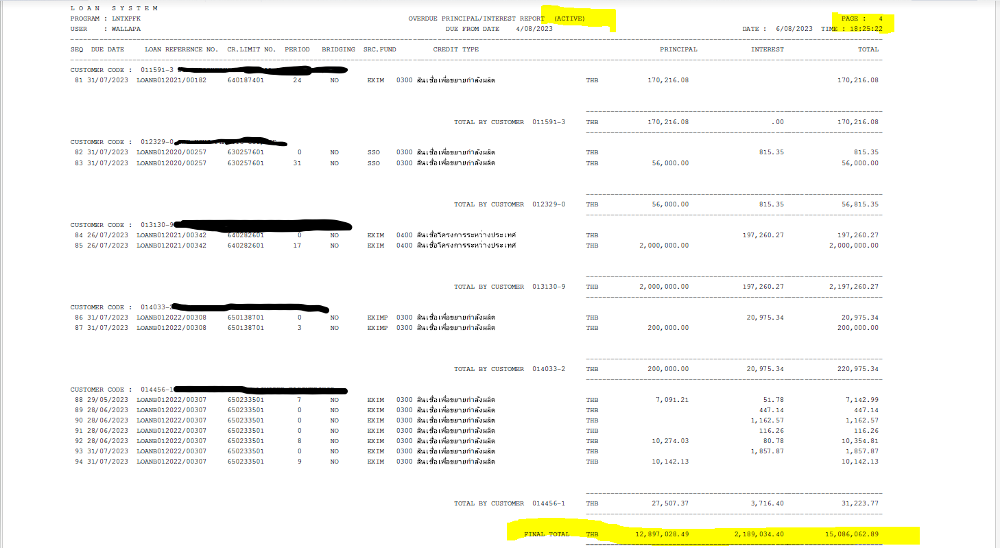 L O A N   S Y S T E M
PROGRAM : LNTXPFK OVERDUE PRINCIPAL/INTEREST REPORT (ACTIVE) PAGE : 4
USER : WALLAPA DUE FROM DATE 4/08/2023 DATE : 6/08/2023 TIME : 18:25:22
SEQ DUE DATE LOAN REFERENCE NO. CR.LIMIT NO. PERIOD BRIDGING SRC.FUND CREDIT TYPE PRINCIPAL INTEREST TOTAL
CUSTOMER CODE : 011591-3
81 31/07/2023 LOANB012021/00182 640187401 24 NO EXIM 0300 สินเชื่อเพื่อขยายกำลังผลิต THB 170,216.08 170,216.08
TOTAL BY CUSTOMER 011591-3 THB 170,216.08 .00 170,216.08
CUSTOMER CODE : 012329-0
82 31/07/2023 LOANB012020/00257 630257601 0 NO SSO 0300 สินเชื่อเพื่อขยายกำลังผลิต THB 815.35 815.35
83 31/07/2023 LOANB012020/00257 630257601 31 NO SSO 0300 สินเชื่อเพื่อขยายกำลังผลิต THB 56,000.00 56,000.00
TOTAL BY CUSTOMER 012329-0 THB 56,000.00 815.35 56,815.35
CUSTOMER CODE : 013130-9
84 26/07/2023 LOANB012021/00342 640282601 0 NO EXIM 0400 สินเชื่อโครงการระหว่างประเทศ THB 197,260.27 197,260.27
85 26/07/2023 LOANB012021/00342 640282601 17 NO EXIM 0400 สินเชื่อโครงการระหว่างประเทศ THB 2,000,000.00 2,000,000.00
TOTAL BY CUSTOMER 013130-9 THB 2,000,000.00 197,260.27 2,197,260.27
CUSTOMER CODE : 014033-2
86 31/07/2023 LOANB012022/00308 650138701 0 NO EXIMP 0300 สินเชื่อเพื่อขยายกำลังผลิต THB 20,975.34 20,975.34
87 31/07/2023 LOANB012022/00308 650138701 3 NO EXIMP 0300 สินเชื่อเพื่อขยายกำลังผลิต THB 200,000.00 200,000.00
TOTAL BY CUSTOMER 014033-2 THB 200,000.00 20,975.34 220,975.34
CUSTOMER CODE : 014456-1
88 29/05/2023 LOANB012022/00307 650233501 7 NO EXIM 0300 สินเชื่อเพื่อขยายกำลังผลิต THB 7,091.21 51.78 7,142.99
89 28/06/2023 LOANB012022/00307 650233501 0 NO EXIM 0300 สินเชื่อเพื่อขยายกำลังผลิต THB 447.14 447.14
90 28/06/2023 LOANB012022/00307 650233501 0 NO EXIM 0300 สินเชื่อเพื่อขยายกำลังผลิต THB 1,162.57 1,162.57
91 28/06/2023 LOANB012022/00307 650233501 0 NO EXIM 0300 สินเชื่อเพื่อขยายกำลังผลิต THB 116.26 116.26
92 28/06/2023 LOANB012022/00307 650233501 8 NO EXIM 0300 สินเชื่อเพื่อขยายกำลังผลิต THB 10,274.03 80.78 10,354.81
93 31/07/2023 LOANB012022/00307 650233501 0 NO EXIM 0300 สินเชื่อเพื่อขยายกำลังผลิต THB 1,857.87 1,857.87
94 31/07/2023 LOANB012022/00307 650233501 9 NO EXIM 0300 สินเชื่อเพื่อขยายกำลังผลิต THB 10,142.13 10,142.13
TOTAL BY CUSTOMER 014456-1 THB 27,507.37 3,716.40 31,223.77
FINAL TOTAL THB 12,897,028.49 2,189,034.40 15,086,062.89